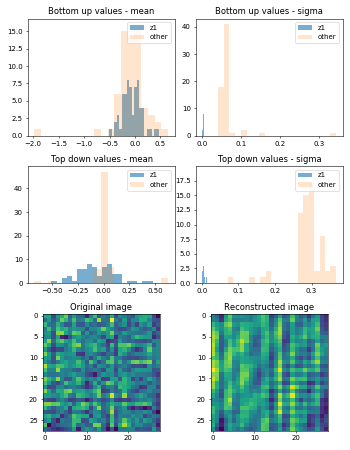 Bottom up values - mean
Bottom up values - sigma
z1
other
z1
other
15.0
12.5
10.0
7.5
5.0
2.5
0.0
40
30
20
10
0
−2.0 −1.5 −1.0 −0.5 0.0 0.5
0.0 0.1 0.2 0.3
Top down values - mean
Top down values - sigma
z1
other
z1
other
40
30
20
10
0
17.5
15.0
12.5
10.0
7.5
5.0
2.5
0.0
−0.50 −0.25 0.00 0.25 0.50
0.0 0.1 0.2 0.3
Original image
Reconstructed image
0
5
10
15
20
25
0
5
10
15
20
25
0 10 20
0 10 20